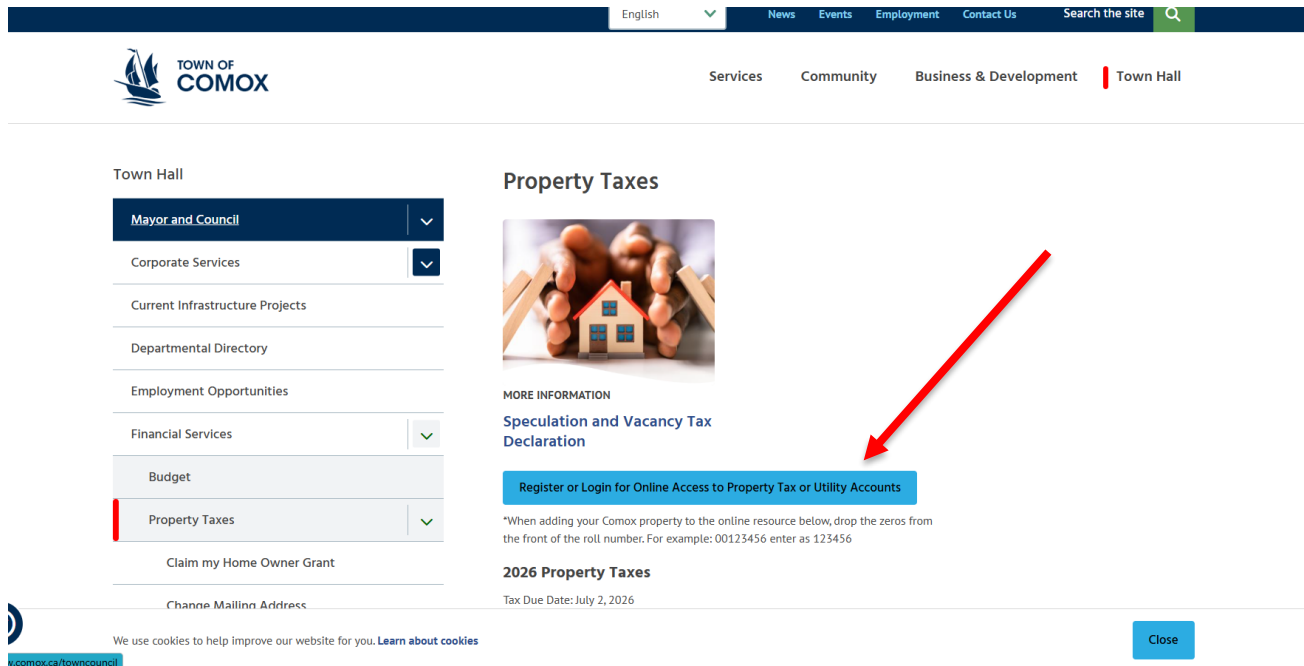 English
News Events Employment Contact Us Search the site
TOWN OF
COMOX
Services Community Business & Development Town Hall
Town Hall
Mayor and Council
Corporate Services
Current Infrastructure Projects
Departmental Directory
Employment Opportunities
Financial Services
Budget
Property Taxes
Claim my Home Owner Grant
Change Mailing Address
Property Taxes
MORE INFORMATION
Speculation and Vacancy Tax
Declaration
Register or Login for Online Access to Property Tax or Utility Accounts
*When adding your Comox property to the online resource below, drop the zeros from
the front of the roll number. For example: 00123456 enter as 123456
2026 Property Taxes
Tax Due Date: July 2, 2026
We use cookies to help improve our website for you. Learn about cookies
Close
w.comox.ca/towncouncil